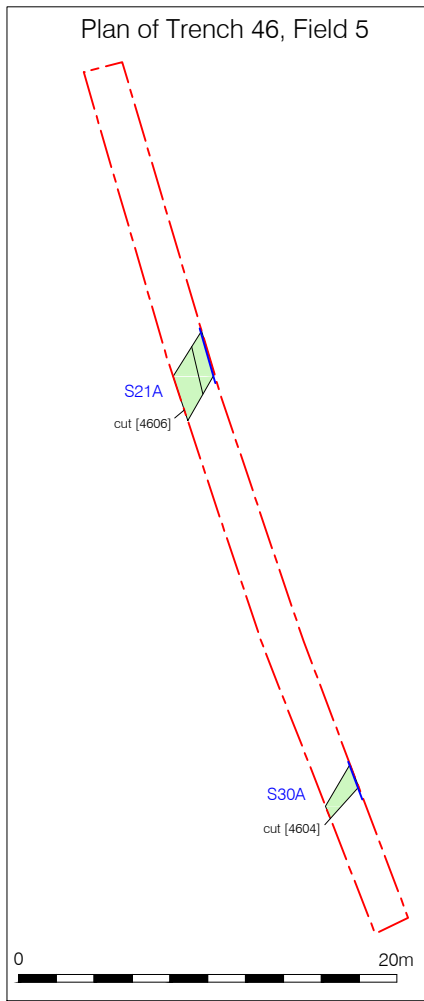 Plan of Trench 46, Field 5
S21A
cut [4606]
S30A
cut [4604]
0 20m